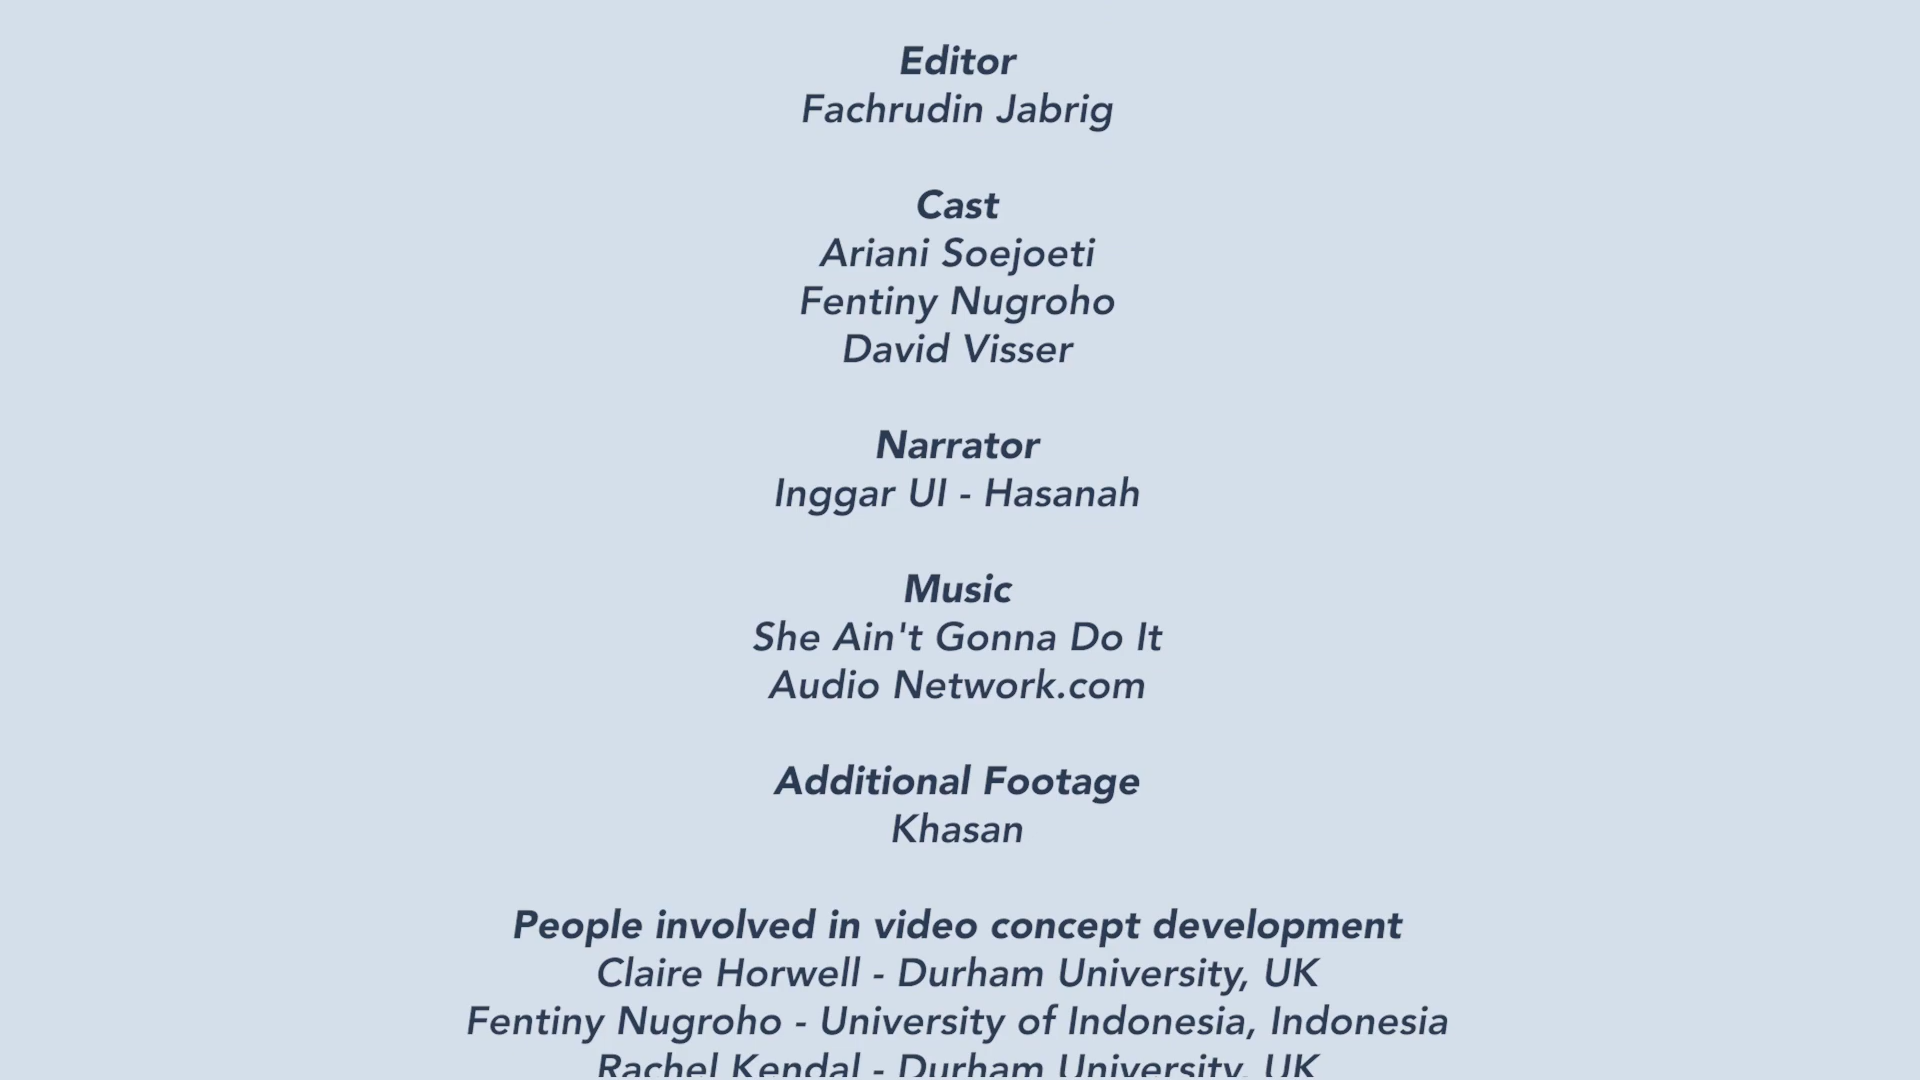 Editor
Fachrudin Jabrig
Cast
Ariani Soejoeti
Fentiny Nugroho
David Visser
Narrator
Inggar UI - Hasanah
Music
She Ain't Gonna Do It
Audio Network.com
Additional Footage
Khasan
People involved in video concept development
Claire Horwell - Durham University, UK
Fentiny Nugroho - University of Indonesia, Indonesia
Rachel Kendal - Durham University, UK